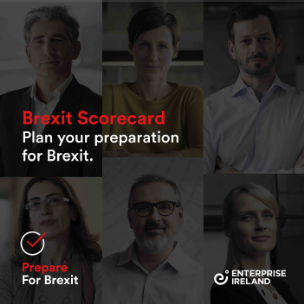 Brexit Scorecard
Plan your preparation
for Brexit.
Prepare
For Brexit
ENTERPRISE
IRELAND